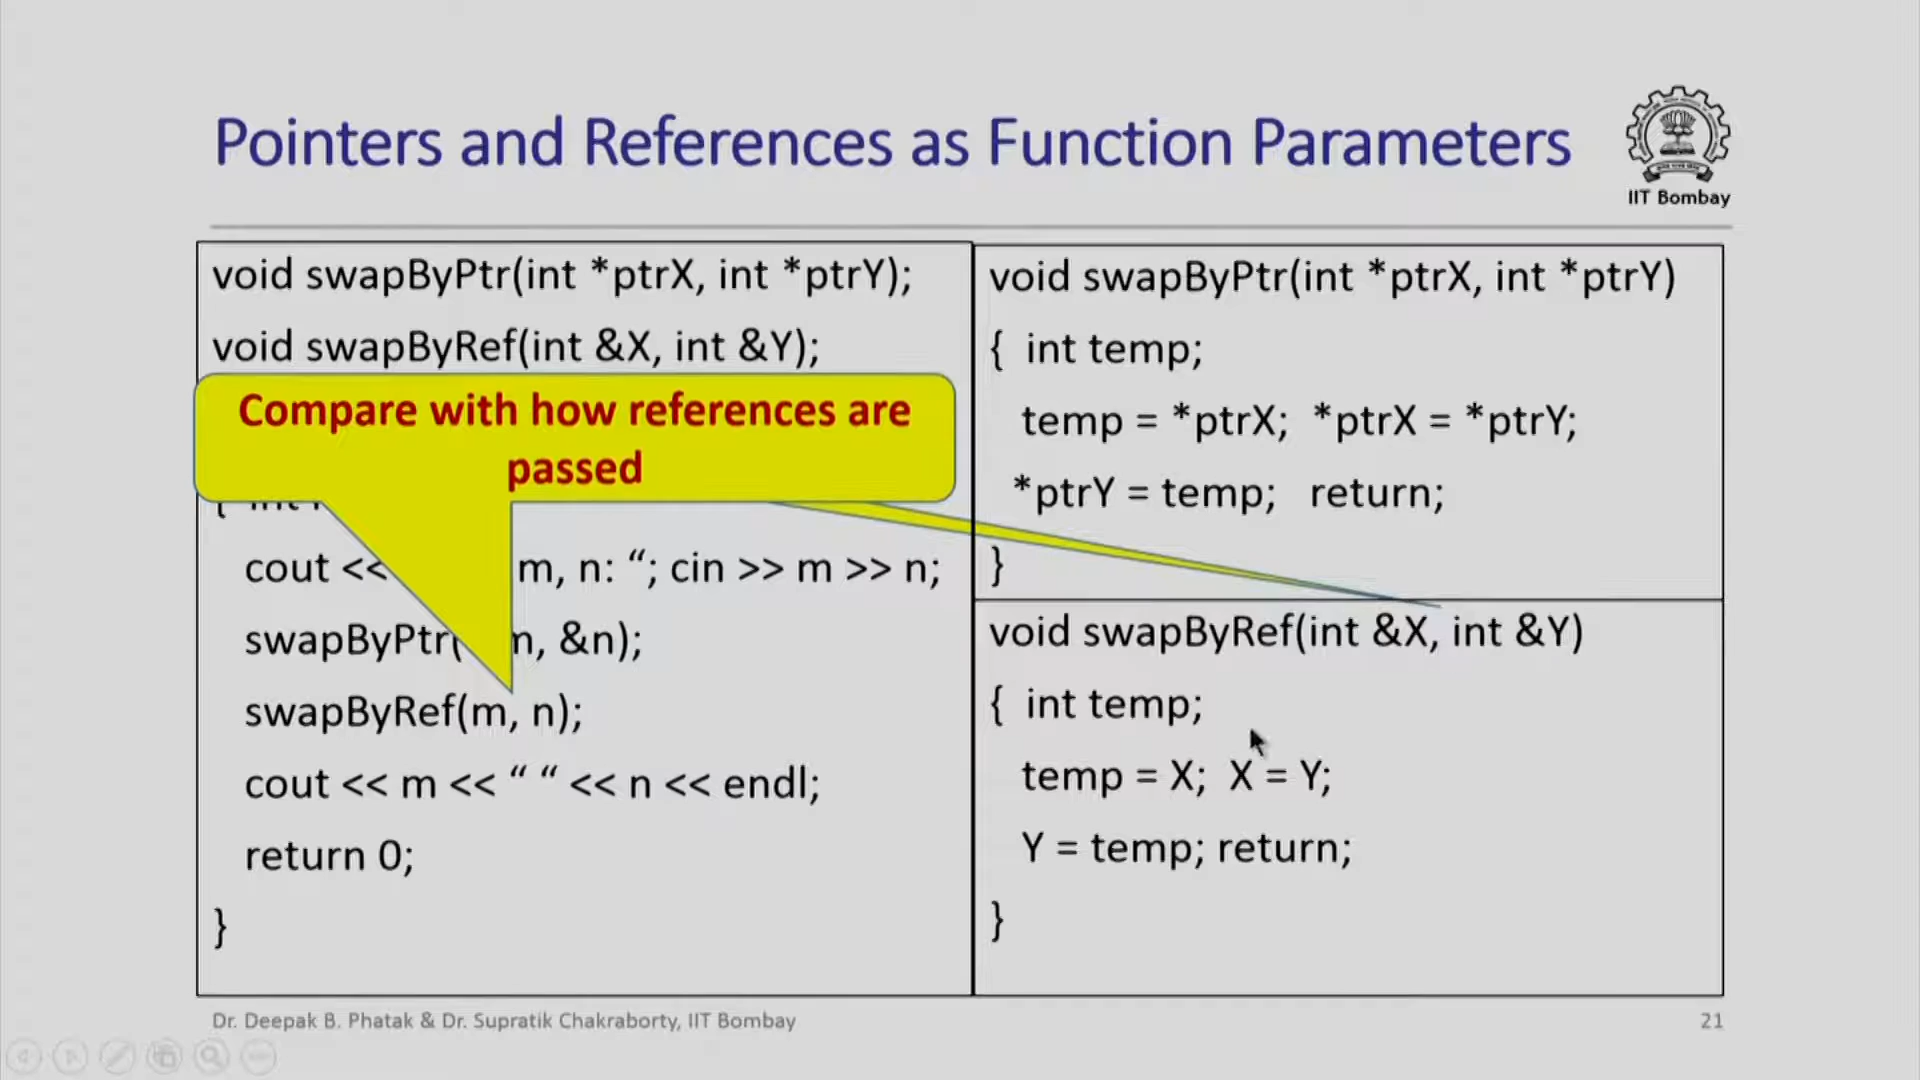 Pointers and References as Function Parameters
IIT Bombay
void swapByPtr(int *ptrX, int *ptrY);
void swapByRef(int &X, int &Y);
Compare with how references are
passed
{ int
cout << m, n: “; cin >> m >> n;
swapByPtr( m, &n);
swapByRef(m, n);
cout << m << “ “ << n << endl;
return 0;
}
void swapByPtr(int *ptrX, int *ptrY)
{ int temp;
temp = *ptrX; *ptrX = *ptrY;
*ptrY = temp; return;
}
void swapByRef(int &X, int &Y)
{ int temp;
temp = X; X = Y;
Y = temp; return;
}
Dr. Deepak B. Phatak & Dr. Supratik Chakraborty, IIT Bombay
21